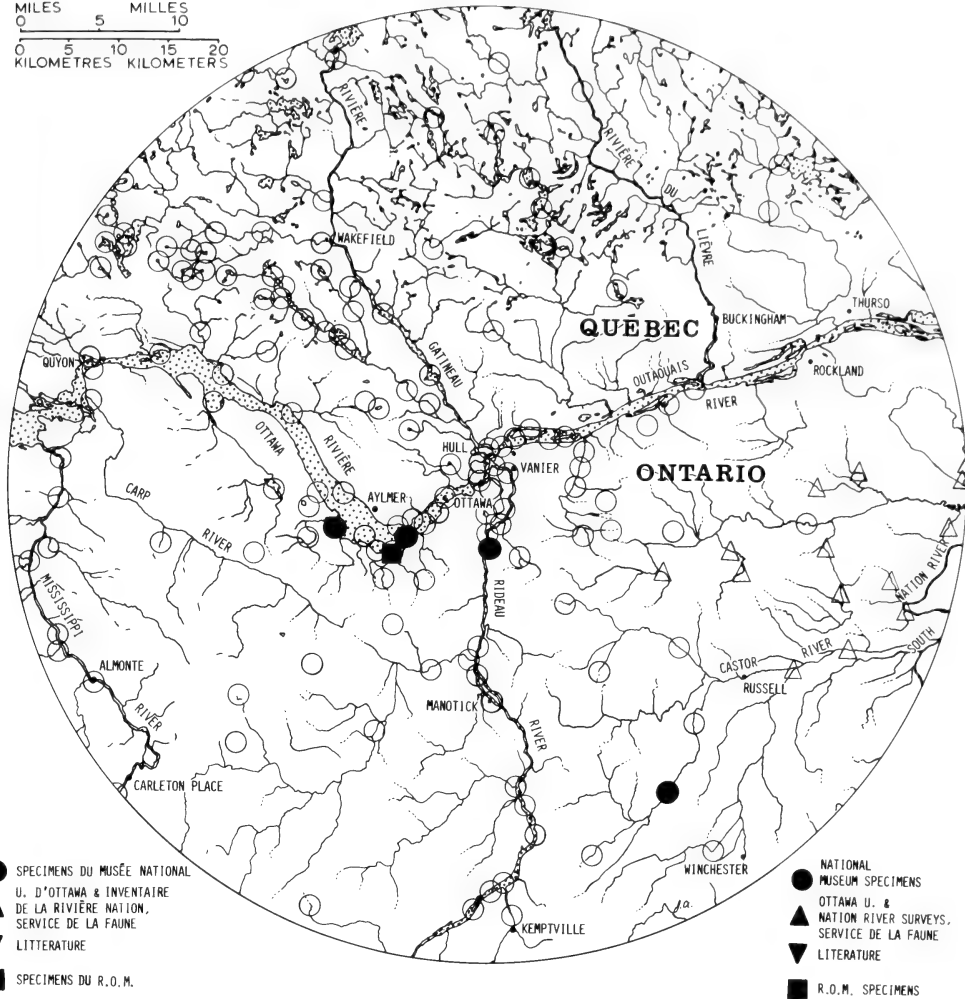 MILES MILLES
0 5 10
0 5 10 15 20
KILOMETRES KILOMETERS
RIVIÈRE
RIVIÈRE
DU
LIÈVRE
WAKEFIELD
THURSO
BUCKINGHAM
QUÉBEC
QUYON
GATINEAU
OUTAOUAIS
ROCKLAND
RIVER
OTTAWA
RIVIÈRE
HULL
VANIER
ONTARIO
AYLMER
OTTAWA
CARP
RIVER
MISSISSIPPI
RIDEAU
NATION RIVER
SOUTH
RIVER
CASTOR
RUSSELL
ALMONTE
MANOTICK
RIVER
RIVER
CARLETON PLACE
WINCHESTER
KEMPTVILLE
j.a.
SPECIMENS DU MUSÉE NATIONAL
U. D'OTTAWA & INVENTAIRE
DE LA RIVIÈRE NATION,
SERVICE DE LA FAUNE
LITTERATURE
SPECIMENS DU R.O.M.
NATIONAL
MUSEUM SPECIMENS
OTTAWA U. &
NATION RIVER SURVEYS,
SERVICE DE LA FAUNE
LITERATURE
R.O.M. SPECIMENS